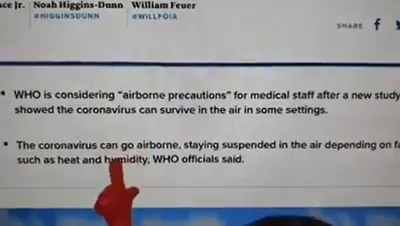 Jr. Noah Higgins-Dunn William Feuer
@HIGGINSDUNN @WILLFOIA
SHARE
• WHO is considering "airborne precautions" for medical staff after a new study
showed the coronavirus can survive in the air in some settings.
• The coronavirus can go airborne, staying suspended in the air depending on
such as heat and humidity, WHO officials said.